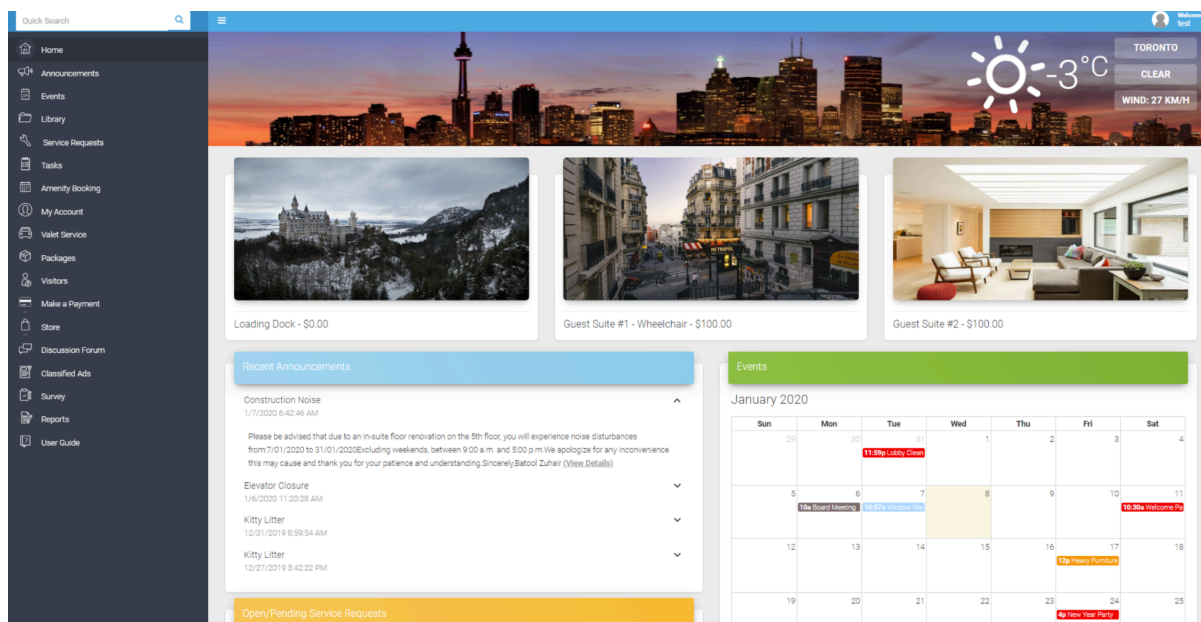 Quick Search
Welcome
test
Home
Announcements
Events
Library
Service Requests
Tasks
Amenity Booking
My Account
Valet Service
Packages
Visitors
Make a Payment
Store
Discussion Forum
Classified Ads
Survey
Reports
User Guide
-3°C
TORONTO
CLEAR
WIND: 27 KM/H
METROPOL
Loading Dock - $0.00
Guest Suite #1 - Wheelchair - $100.00
Guest Suite #2 - $100.00
Recent Announcements
Construction Noise
1/7/2020 6:42:46 AM
Please be advised that due to an in-suite floor renovation on the 5th floor, you will experience noise disturbances
from:7/01/2020 to 31/01/2020Excluding weekends, between 9:00 a.m. and 5:00 p.m.We apologize for any inconvenience
this may cause and thank you for your patience and understanding.Sincerely,Batool Zuhair (View Details)
Elevator Closure
1/6/2020 11:20:28 AM
Kitty Litter
12/31/2019 8:59:54 AM
Kitty Litter
12/27/2019 3:42:22 PM
Open/Pending Service Requests
Events
January 2020
Sun Mon Tue Wed Thu Fri Sat
29 30 31 1 2 3 4
11:59p Lobby Clean
5 6 7 8 9 10 11
10a Board Meeting 10:57a Window Wa 10:30a Welcome Pa
12 13 14 15 16 17 18
12p Heavy Furniture
19 20 21 22 23 24 25
4p New Year Party